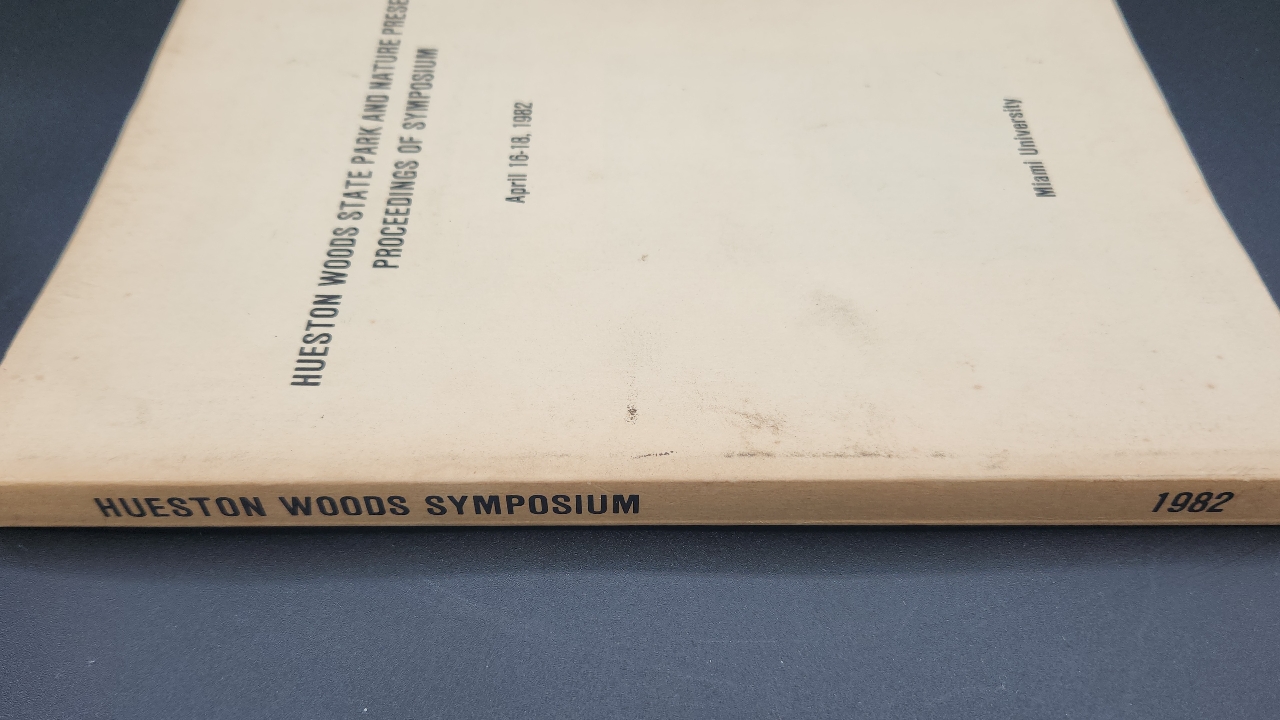 HUESTON WOODS STATE PARK AND NATURE PRESE
PROCEEDINGS OF SYMPOSIUM
April 16-18, 1982
Miami University
HUESTON WOODS SYMPOSIUM 1982